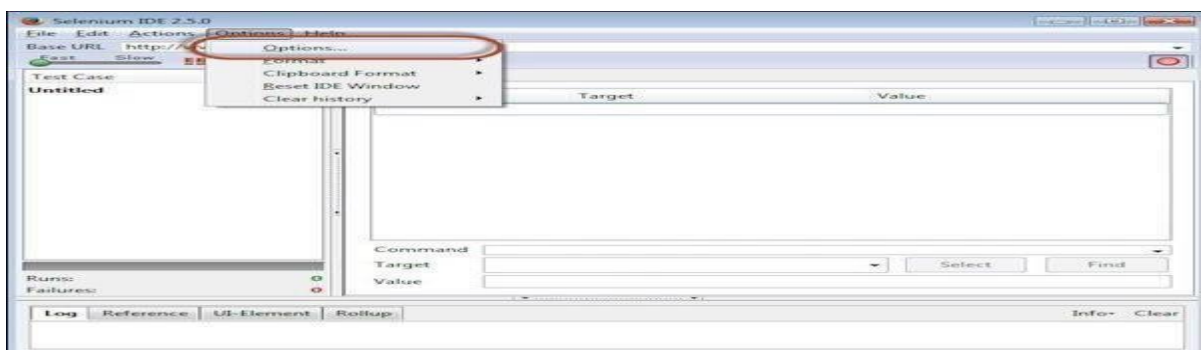 Selenium IDE 2.5.0
File Edit Actions Options Help
Base URL http://
Options...
Fast Slow
Format
Clipboard Format
Reset IDE Window
Clear history
Test Case
Untitled
Target Value
Command
Target Select Find
Value
Runs: 0
Failures: 0
Log Reference UI-Element Rollup Info Clear